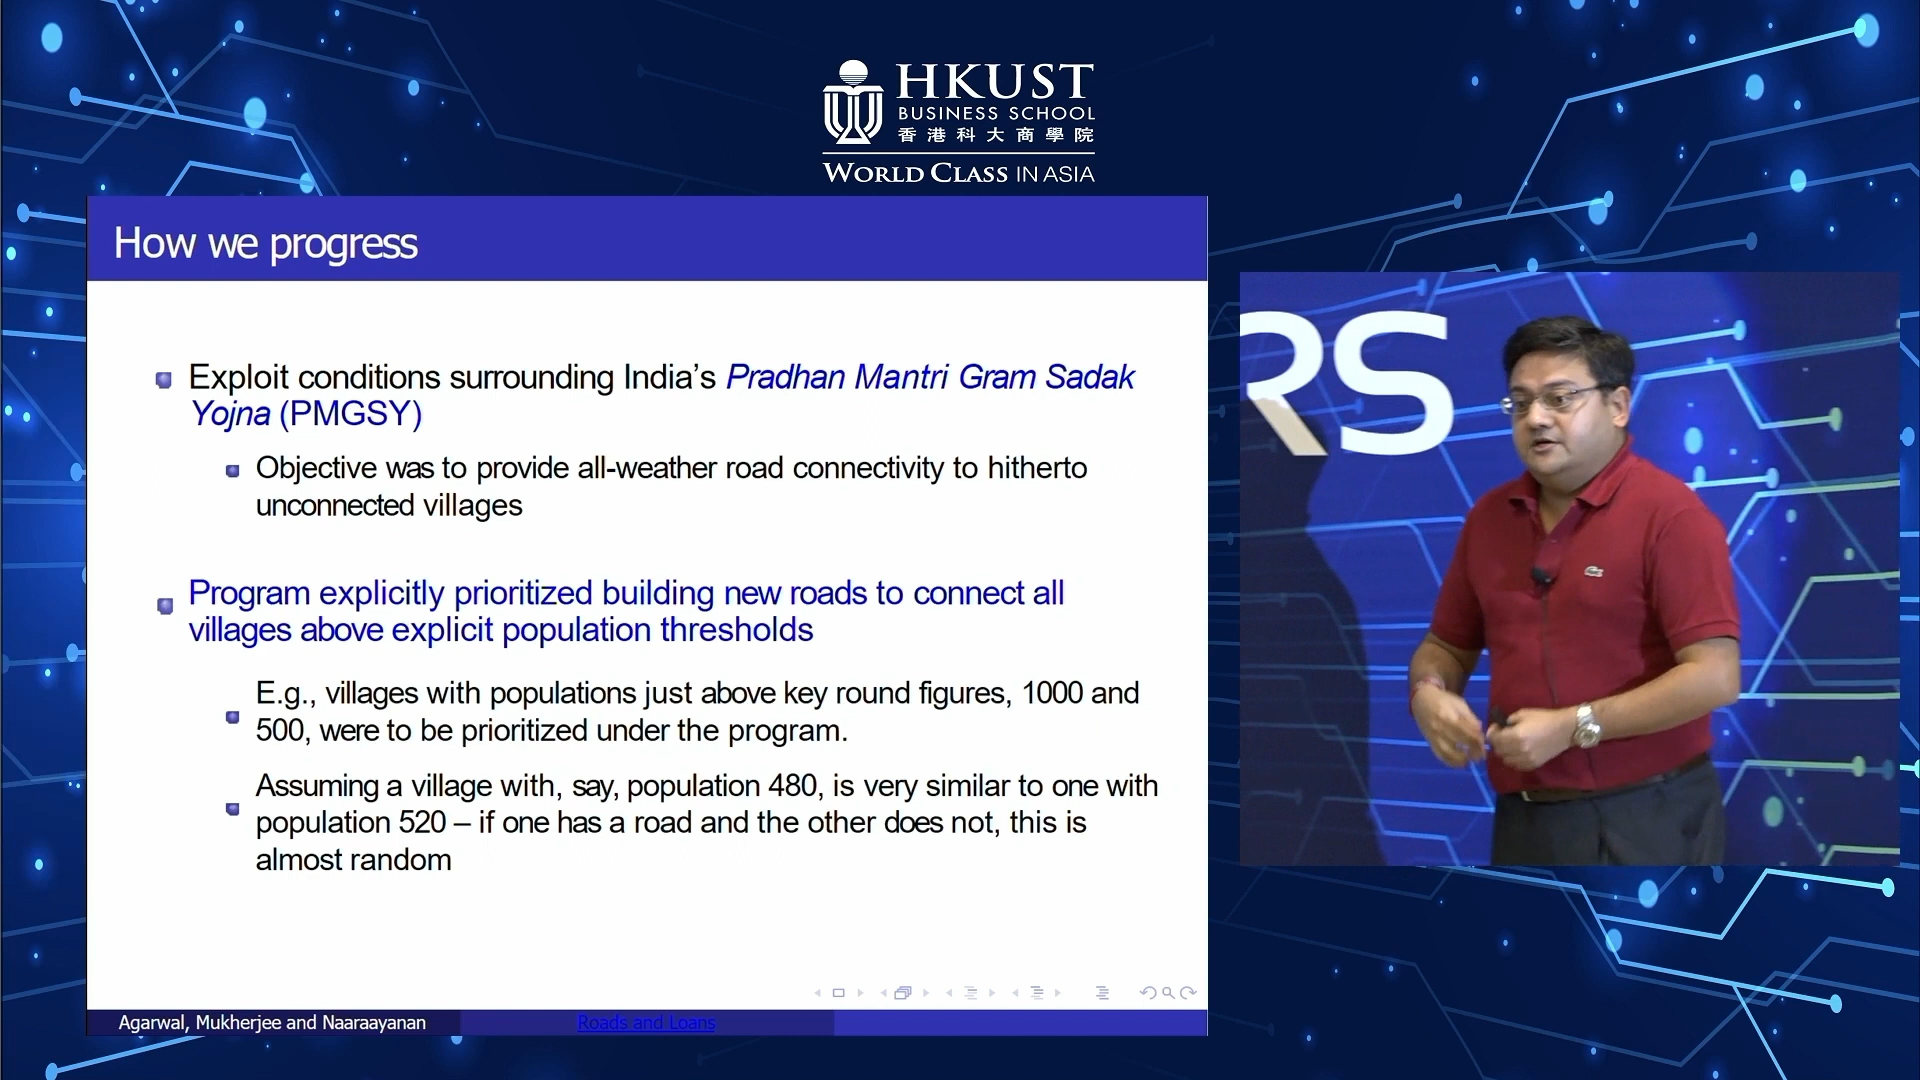 HKUST
BUSINESS SCHOOL
香港科大商學院
WORLD CLASS IN ASIA
How we progress
Exploit conditions surrounding India’s Pradhan Mantri Gram Sadak
Yojna (PMGSY)
Objective was to provide all-weather road connectivity to hitherto
unconnected villages
Program explicitly prioritized building new roads to connect all
villages above explicit population thresholds
E.g., villages with populations just above key round figures, 1000 and
500, were to be prioritized under the program.
Assuming a village with, say, population 480, is very similar to one with
population 520 – if one has a road and the other does not, this is
almost random
Agarwal, Mukherjee and Naaraayanan
Roads and Loans
RS